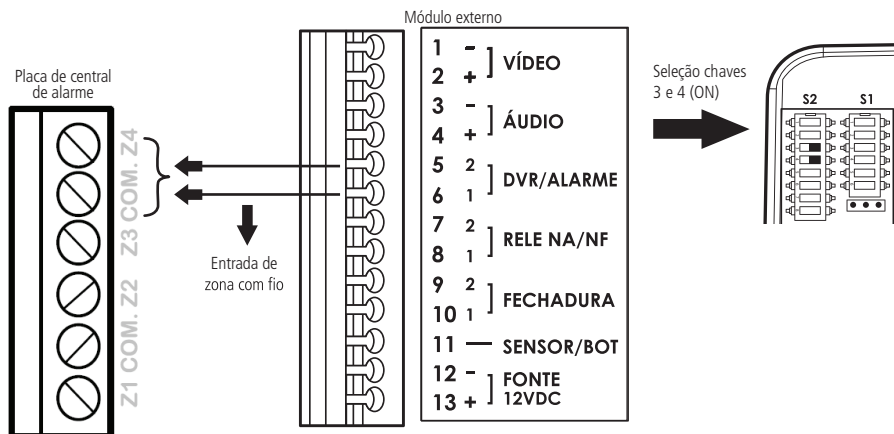 Módulo externo
Placa de central
de alarme
Z4
COM.
Z3
Z2
COM.
Z1
Entrada de
zona com fio
1 -
2 +
VÍDEO
3 -
4 +
ÁUDIO
5 2
6 1
DVR/ALARME
7 2
8 1
RELE NA/NF
9 2
10 1
FECHADURA
11 — SENSOR/BOT
12 -
13 +
FONTE
12VDC
Seleção chaves
3 e 4 (ON)
S2 S1